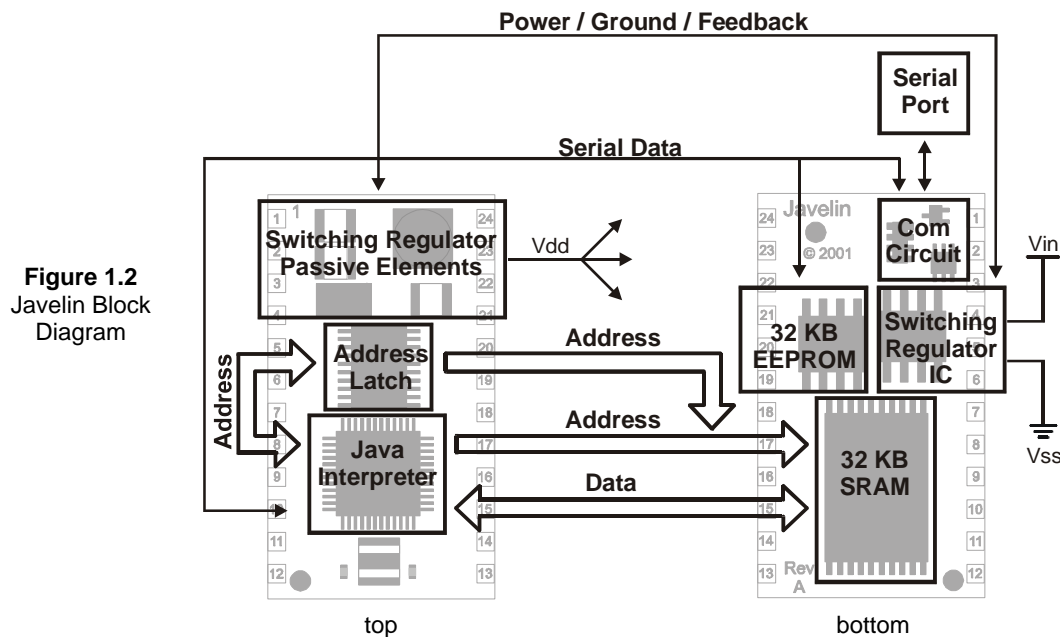 Power / Ground / Feedback
Serial
Port
Serial Data
1
1
24
2
23
3
22
4
21
5
20
6
19
7
18
8
17
9
16
10
15
11
14
12
13
Switching Regulator
Passive Elements
Vdd
Address
Latch
Java
Interpreter
Address
Address
Address
Data
Javelin
© 2001
Com
Circuit
Vin
32 KB
EEPROM
Switching
Regulator
IC
Vss
32 KB
SRAM
Rev
A
24
1
23
2
22
3
21
4
20
19
6
18
7
17
8
16
9
15
10
14
11
13
12
Figure 1.2
Javelin Block
Diagram
top
bottom